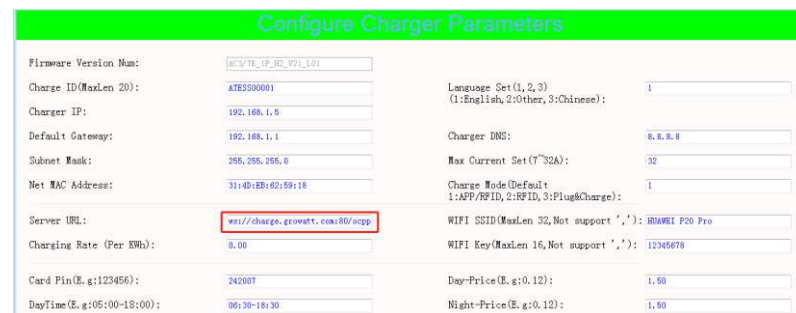 Configure Charger Parameters
Firmware Version Num: AC3/7E_1P_H2_V21_L01
Charge ID(MaxLen 20): ATESS00001 Language Set(1,2,3) 1
(1:English,2:Other,3:Chinese):
Charger IP: 192.168.1.5
Default Gateway: 192.168.1.1 Charger DNS: 8.8.8.8
Subnet Mask: 255.255.255.0 Max Current Set(7~32A): 32
Net MAC Address: 31:4D:EB:62:59:18 Charge Mode(Default 1
1:APP/RFID,2:RFID,3:Plug&Charge):
Server URL: ws://charge.growatt.com:80/ocpp WIFI SSID(MaxLen 32,Not support ','): HUAWEI P20 Pro
Charging Rate (Per KWh): 0.00 WIFI Key(MaxLen 16,Not support ','): 12345678
Card Pin(E.g:123456): 242007 Day-Price(E.g:0.12): 1.50
DayTime(E.g:05:00-18:00): 06:30-18:30 Night-Price(E.g:0.12): 1.50